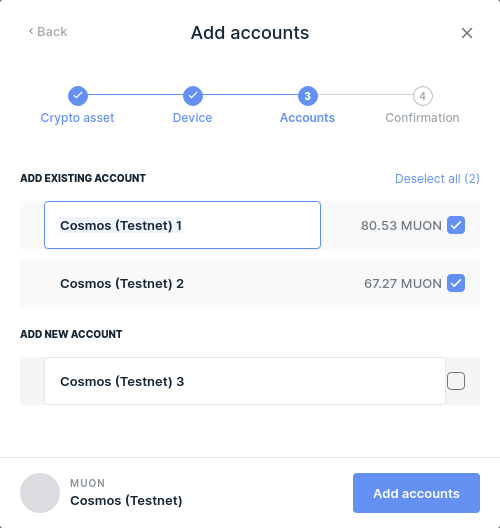 Back
Add accounts
3
4
Crypto asset
Device
Accounts
Confirmation
ADD EXISTING ACCOUNT
Deselect all (2)
Cosmos (Testnet) 1
80.53 MUON
Cosmos (Testnet) 2
67.27 MUON
ADD NEW ACCOUNT
Cosmos (Testnet) 3
MUON
Cosmos (Testnet)
Add accounts